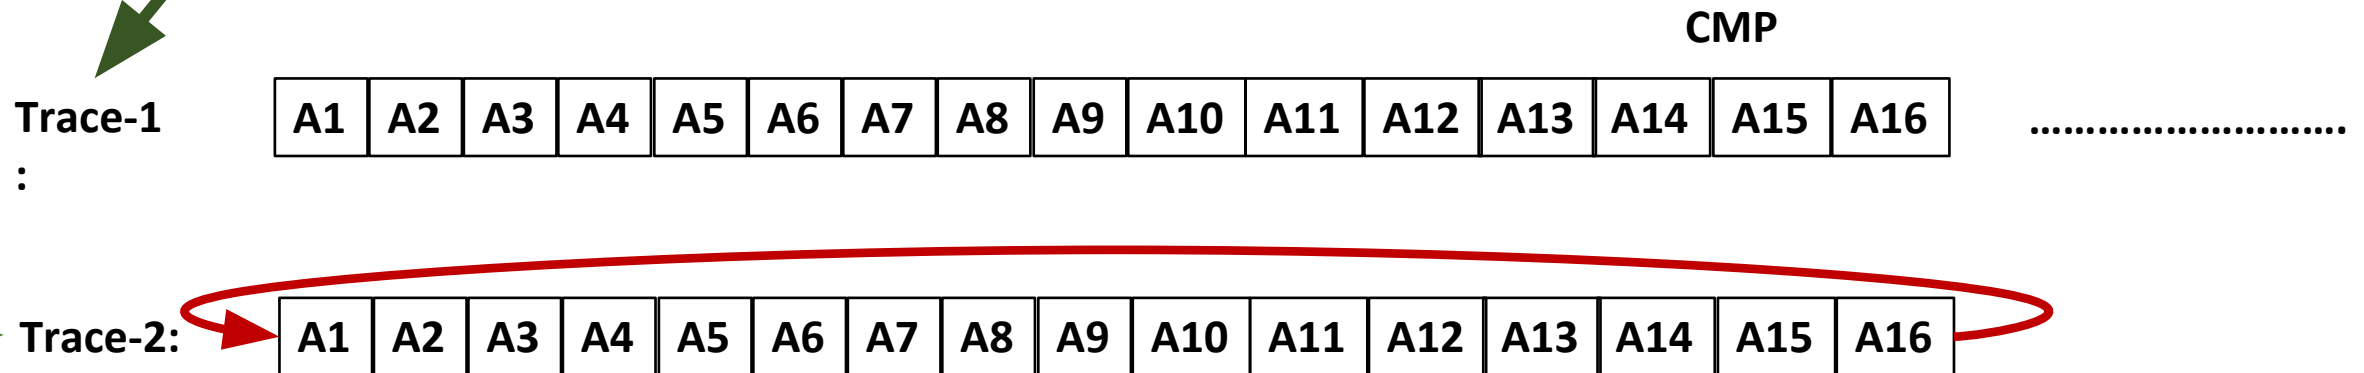 CMP
Trace-1 A1 A2 A3 A4 A5 A6 A7 A8 A9 A10 A11 A12 A13 A14 A15 A16 ............................
:
Trace-2: A1 A2 A3 A4 A5 A6 A7 A8 A9 A10 A11 A12 A13 A14 A15 A16